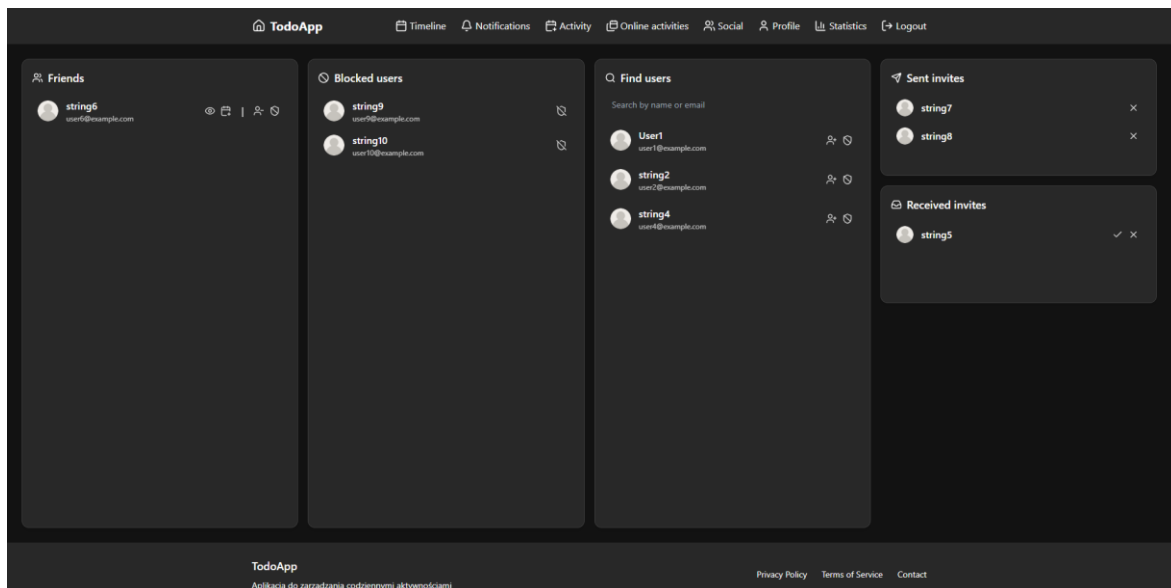 TodoApp
Timeline Notifications Activity Online activities Social Profile Statistics Logout
Friends
string6
user6@example.com
Blocked users
string9
user9@example.com
string10
user10@example.com
Find users
Search by name or email
User1
user1@example.com
string2
user2@example.com
string4
user4@example.com
Sent invites
string7
string8
Received invites
string5
TodoApp
Aplikacja do zarządzania codziennymi aktywnościami
Privacy Policy Terms of Service Contact